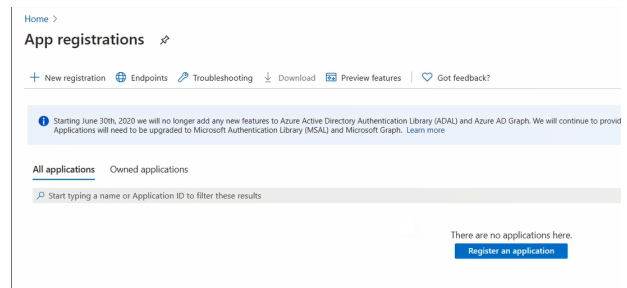 Home >
App registrations
New registration Endpoints Troubleshooting Download Preview features Got feedback?
Starting June 30th, 2020 we will no longer add any new features to Azure Active Directory Authentication Library (ADAL) and Azure AD Graph. We will continue to provid
Applications will need to be upgraded to Microsoft Authentication Library (MSAL) and Microsoft Graph. Learn more
All applications Owned applications
Start typing a name or Application ID to filter these results
There are no applications here.
Register an application